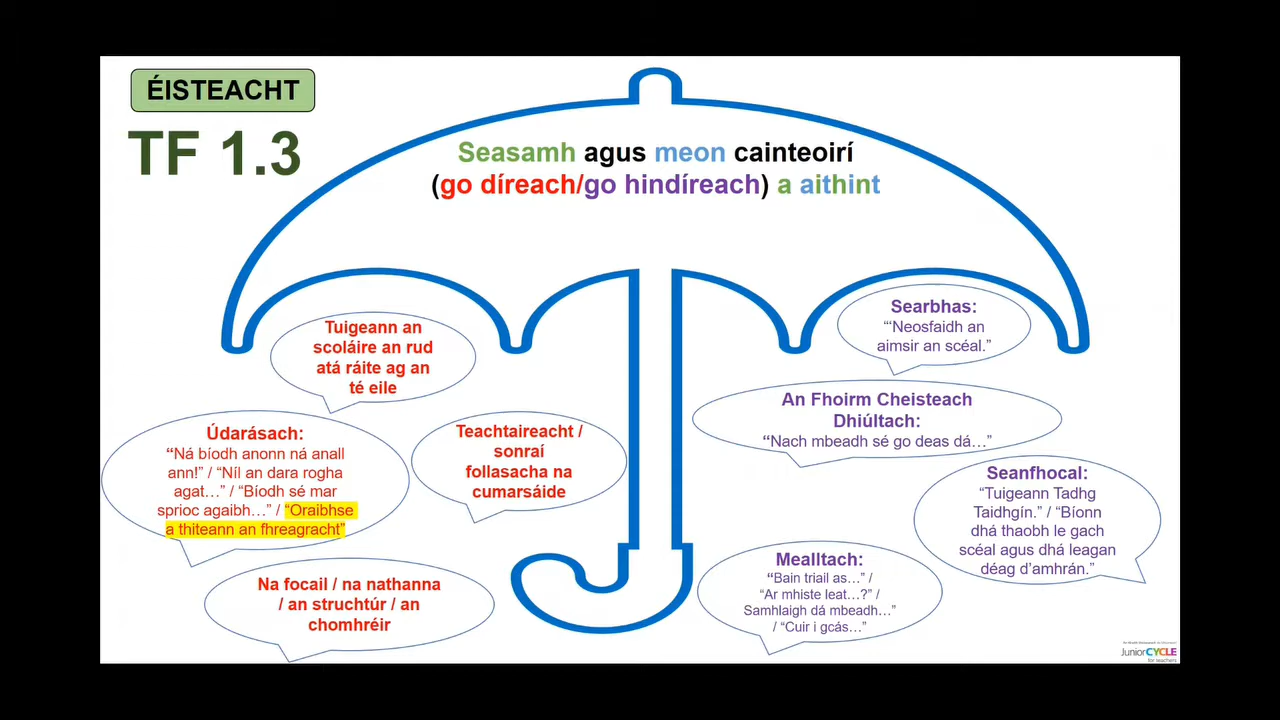 ÉISTEACHT
TF 1.3
Seasamh agus meon cainteoirí
(go díreach/go hindíreach) a aithint
Tuigeann an
scoláire an rud
atá ráite ag an
té eile
Údarásach:
“Ná bíodh anonn ná anall
ann!” / “Níl an dara rogha
agat…” / “Bíodh sé mar
sprioc agaibh…” / “Oraibhse
a thiteann an fhreagracht”
Teachtaireacht /
sonraí
follasacha na
cumarsáide
Na focail / na nathanna
/ an struchtúr / an
chomhréir
Searbhas:
“‘Neosfaidh an
aimsir an scéal.”
An Fhoirm Cheisteach
Dhiúltach:
“Nach mbeadh sé go deas dá…”
Seanfhocal:
“Tuigeann Tadhg
Taidhgín.” / “Bíonn
dhá thaobh le gach
scéal agus dhá leagan
déag d’amhrán.”
Mealltach:
“Bain triail as…” /
“Ar mhiste leat…?” /
Samhlaigh dá mbeadh…”
/ “Cuir i gcás…”
JuniorCYCLE
for teachers